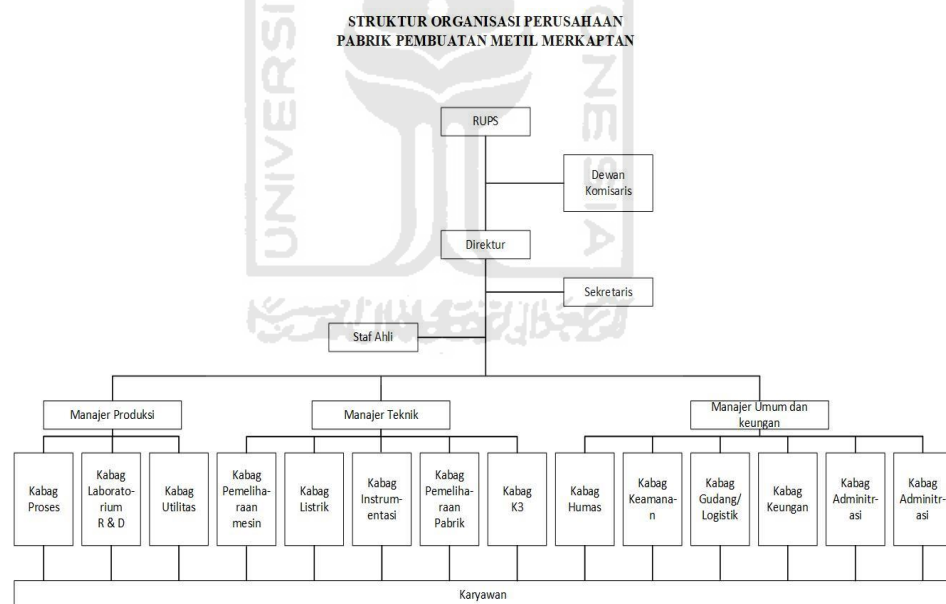 STRUKTUR ORGANISASI PERUSAHAAN
PABRIK PEMBUATAN METIL MERKAPTAN
RUPS
Dewan
Komisaris
Direktur
Sekretaris
Staf Ahli
Manajer Produksi
Manajer Teknik
Manajer Umum dan
keungan
Kabag
Proses
Kabag
Laborato-
rium
R & D
Kabag
Utilitas
Kabag
Pemeliha-
raan
mesin
Kabag
Listrik
Kabag
Instrum-
entasi
Kabag
Pemeliha-
raan
Pabrik
Kabag
K3
Kabag
Humas
Kabag
Keamana-
n
Kabag
Gudang/
Logistik
Kabag
Keungan
Kabag
Adminitr-
asi
Kabag
Adminitr-
asi
Karyawan